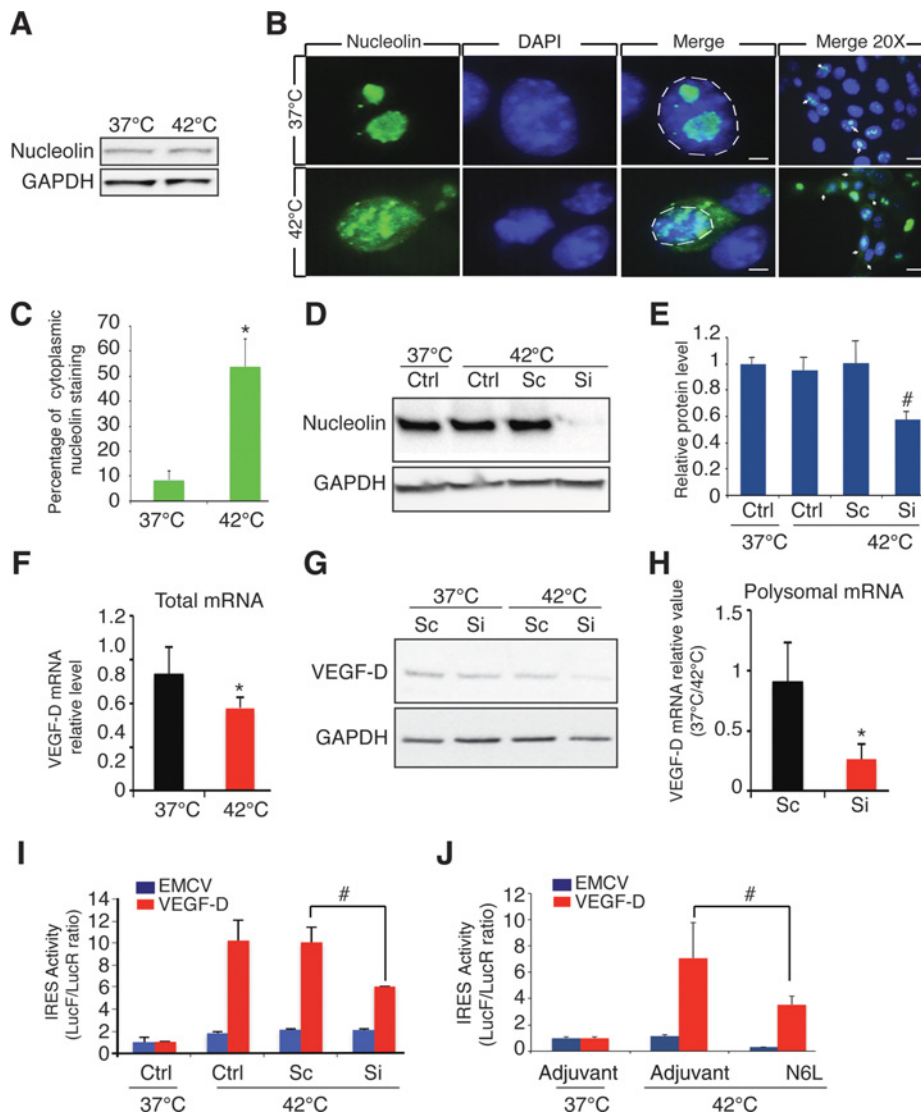 A
37°C 42°C
Nucleolin
GAPDH
B
Nucleolin DAPI Merge Merge 20X
37°C
42°C
C
Percentage of cytoplasmic
nucleolin staining
70
60
50
40
30
20
10
0
*
37°C 42°C
D
37°C 42°C
Ctrl Ctrl Sc Si
Nucleolin
GAPDH
E
Relative protein level
1.2
1
0.8
0.6
0.4
0.2
0
#
Ctrl Ctrl Sc Si
37°C 42°C
F
Total mRNA
VEGF-D mRNA
relative level
1.2
1.0
0.8
0.6
0.4
0.2
0
*
37°C 42°C
G
37°C 42°C
Sc Si Sc Si
VEGF-D
GAPDH
H
Polysomal mRNA
VEGF-D mRNA relative value
(37°C/42°C)
1.5
1
0.5
0
*
Sc Si
I
EMCV
VEGF-D
IRES Activity
(LucF/LucR ratio)
14
12
10
8
6
4
2
0
#
Ctrl Ctrl Sc Si
37°C 42°C
J
EMCV
VEGF-D
IRES Activity
(LucF/LucR ratio)
12
10
8
6
4
2
0
#
Adjuvant Adjuvant N6L
37°C 42°C